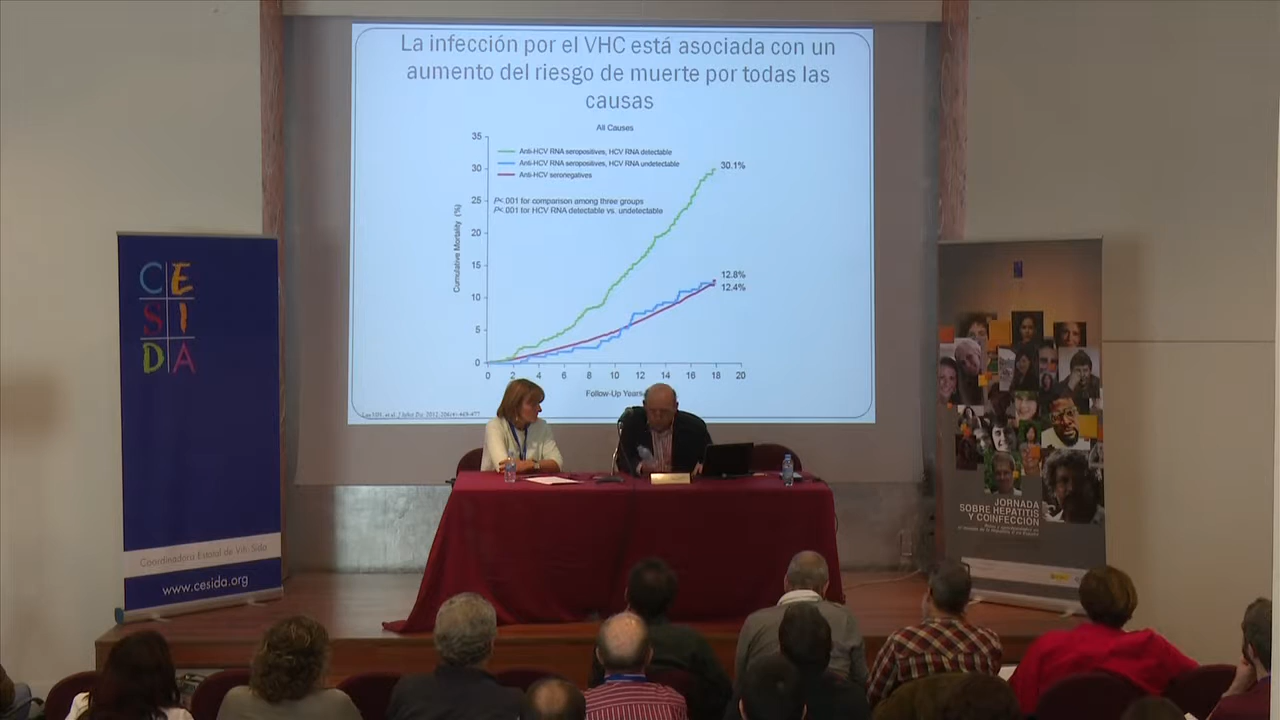 La infección por el VHC está asociada con un
aumento del riesgo de muerte por todas las
causas
All Causes
35
30
25
20
15
10
5
0
Cumulative Mortality (%)
Anti-HCV RNA seropositives, HCV RNA detectable
Anti-HCV RNA seropositives, HCV RNA undetectable
Anti-HCV seronegatives
P<.001 for comparison among three groups
P<.001 for HCV RNA detectable vs. undetectable
30.1%
12.8%
12.4%
0 2 4 6 8 10 12 14 16 18 20
Follow-Up Years
CE
SI
DA
Coordinadora Estatal de VIH-Sida
www.cesida.org
JORNADA
SOBRE HEPATITIS
Y COINFECCIÓN